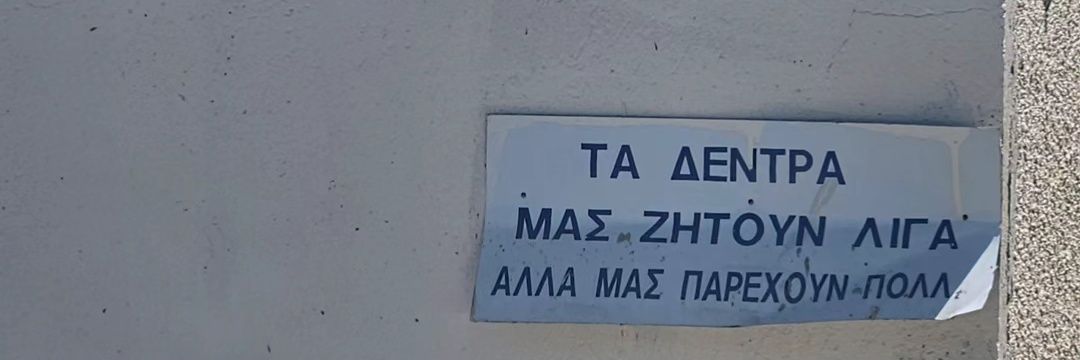 ΤΑ ΔΕΝΤΡΑ
ΜΑΣ ΖΗΤΟΥΝ ΛΙΓΑ
ΑΛΛΑ ΜΑΣ ΠΑΡΕΧΟΥΝ ΠΟΛΛ